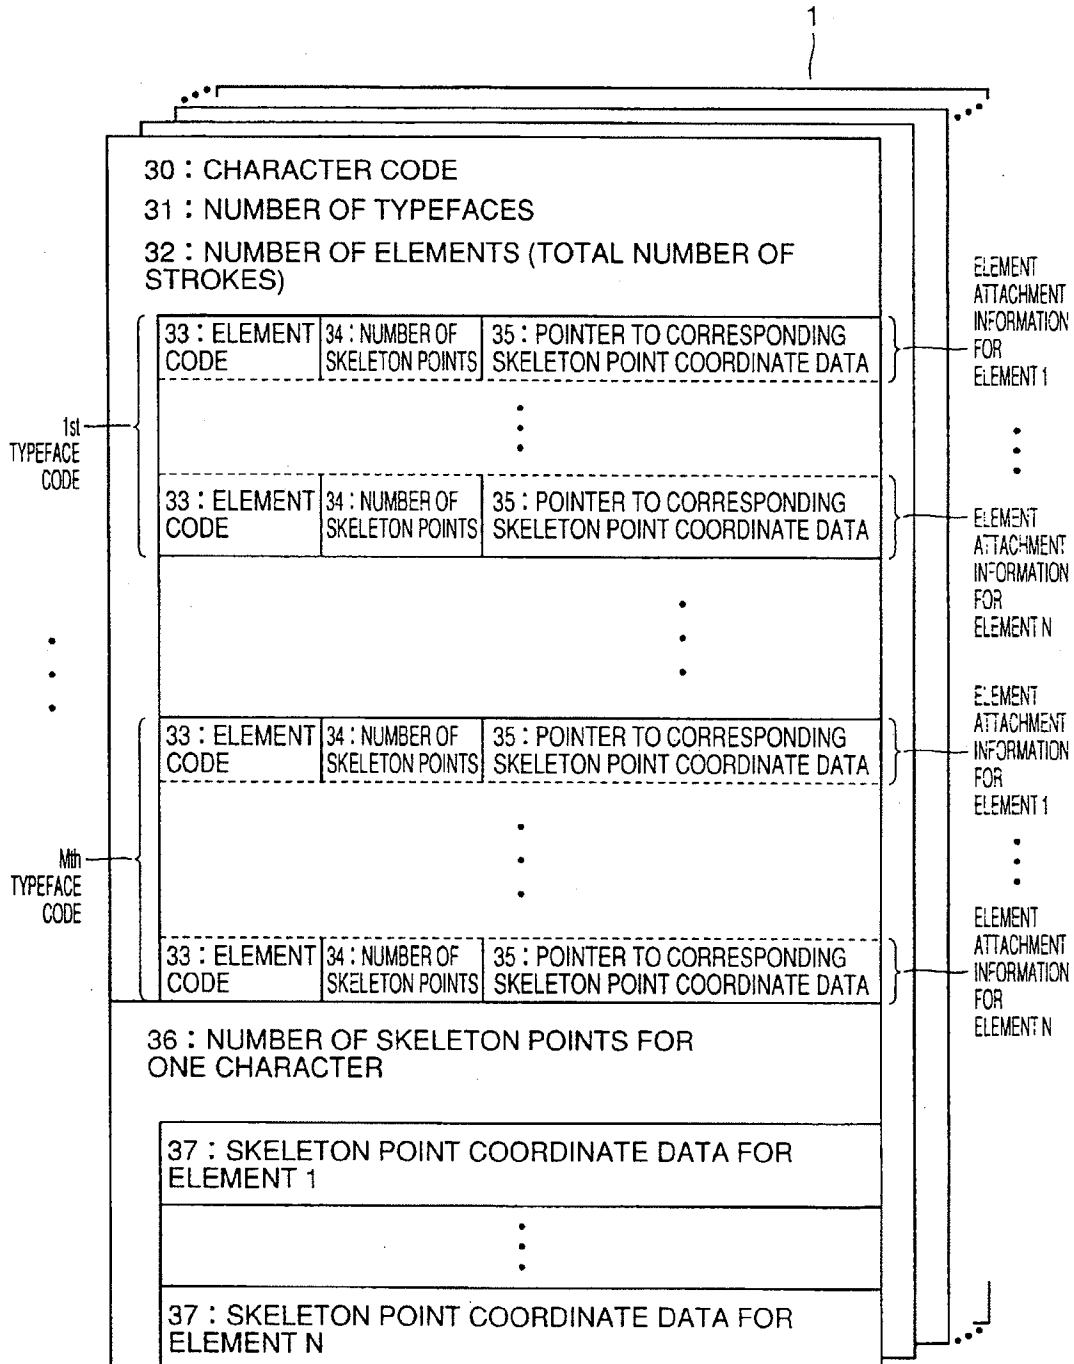 1
30 : CHARACTER CODE
31 : NUMBER OF TYPEFACES
32 : NUMBER OF ELEMENTS (TOTAL NUMBER OF
STROKES)
33 : ELEMENT
CODE
34 : NUMBER OF
SKELETON POINTS
35 : POINTER TO CORRESPONDING
SKELETON POINT COORDINATE DATA
ELEMENT
ATTACHMENT
INFORMATION
FOR
ELEMENT 1
1st
TYPEFACE
CODE
33 : ELEMENT
CODE
34 : NUMBER OF
SKELETON POINTS
35 : POINTER TO CORRESPONDING
SKELETON POINT COORDINATE DATA
ELEMENT
ATTACHMENT
INFORMATION
FOR
ELEMENT N
33 : ELEMENT
CODE
34 : NUMBER OF
SKELETON POINTS
35 : POINTER TO CORRESPONDING
SKELETON POINT COORDINATE DATA
ELEMENT
ATTACHMENT
INFORMATION
FOR
ELEMENT 1
Mth
TYPEFACE
CODE
33 : ELEMENT
CODE
34 : NUMBER OF
SKELETON POINTS
35 : POINTER TO CORRESPONDING
SKELETON POINT COORDINATE DATA
ELEMENT
ATTACHMENT
INFORMATION
FOR
ELEMENT N
36 : NUMBER OF SKELETON POINTS FOR
ONE CHARACTER
37 : SKELETON POINT COORDINATE DATA FOR
ELEMENT 1
37 : SKELETON POINT COORDINATE DATA FOR
ELEMENT N